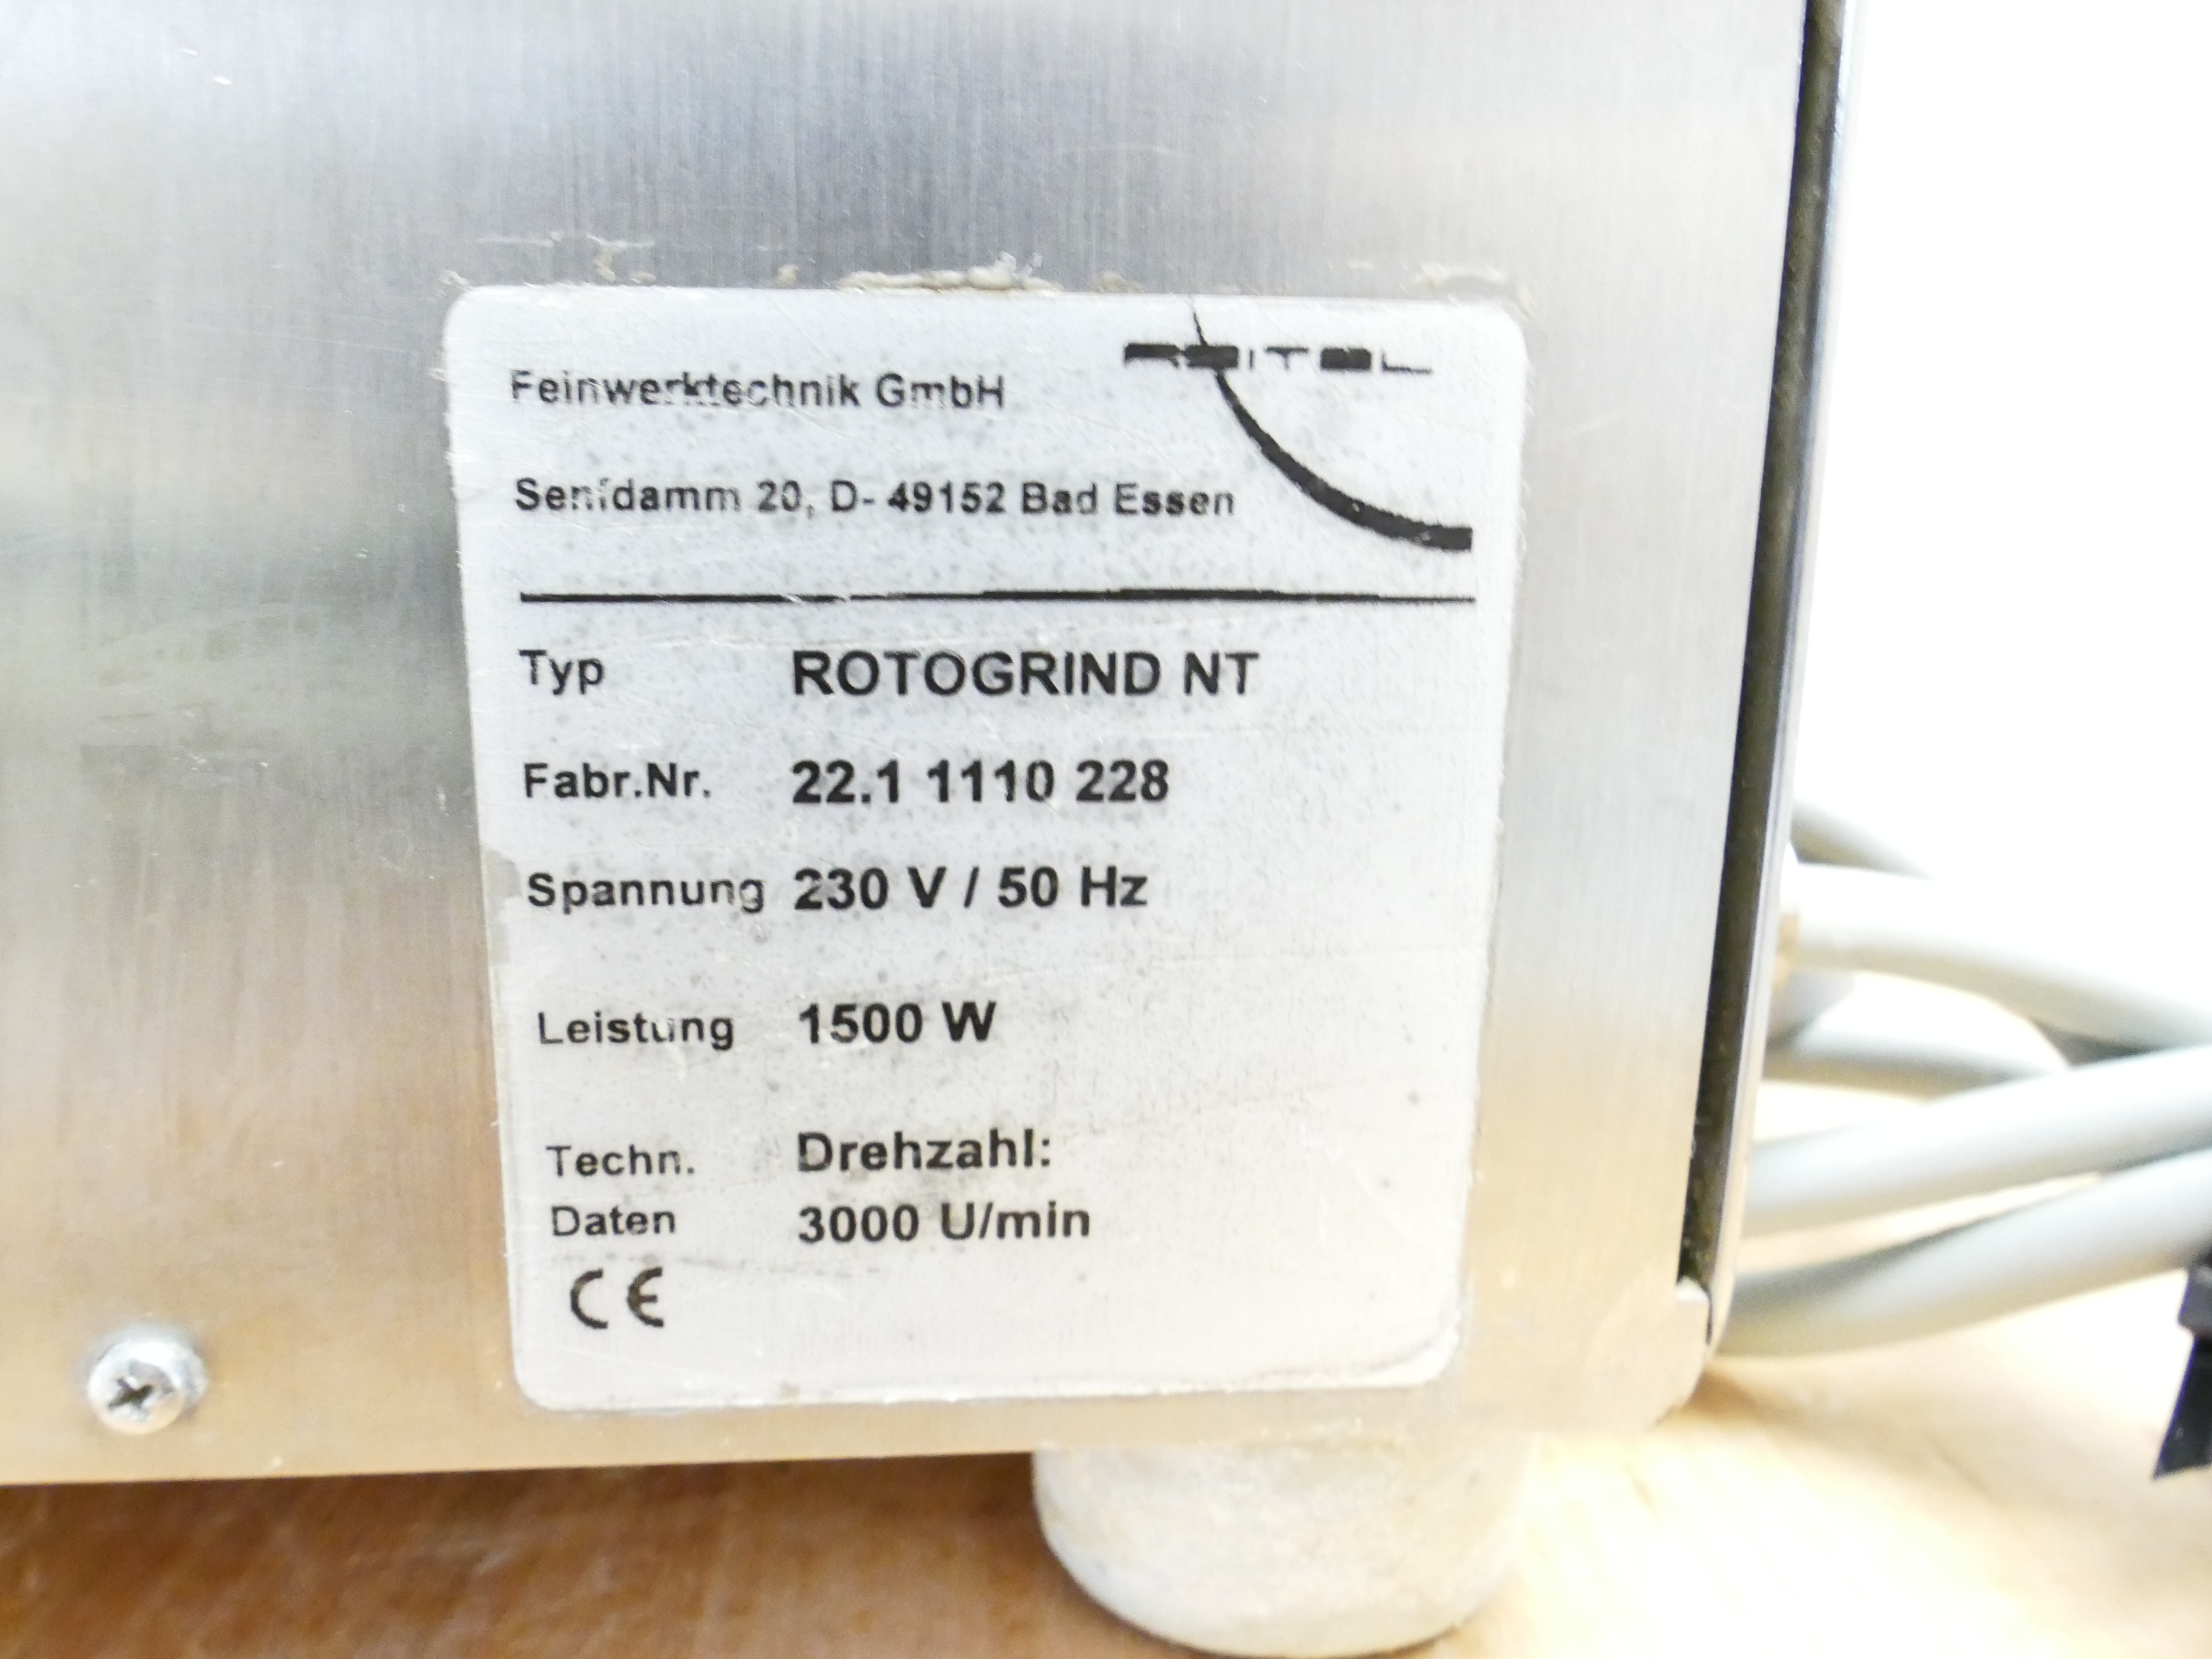 REITEL
Feinwerktechnik GmbH
Senfdamm 20, D- 49152 Bad Essen
Typ ROTOGRIND NT
Fabr.Nr. 22.1 1110 228
Spannung 230 V / 50 Hz
Leistung 1500 W
Techn. Drehzahl:
Daten 3000 U/min
CE